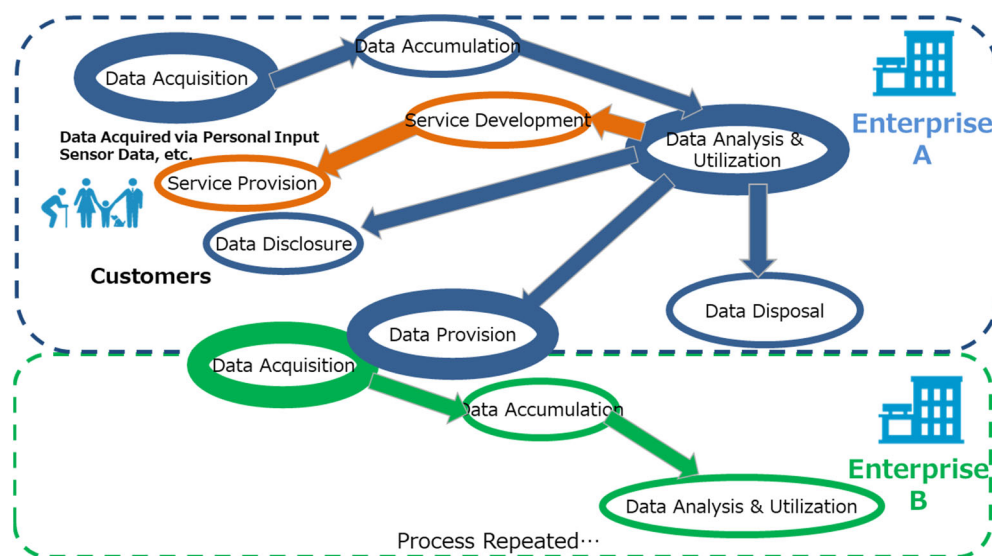 Data Accumulation
Data Acquisition
Enterprise
A
Service Development
Data Analysis &
Utilization
Data Acquired via Personal Input
Sensor Data, etc.
Service Provision
Data Disclosure
Customers
Data Disposal
Data Provision
Data Acquisition
Data Accumulation
Enterprise
B
Data Analysis & Utilization
Process Repeated…